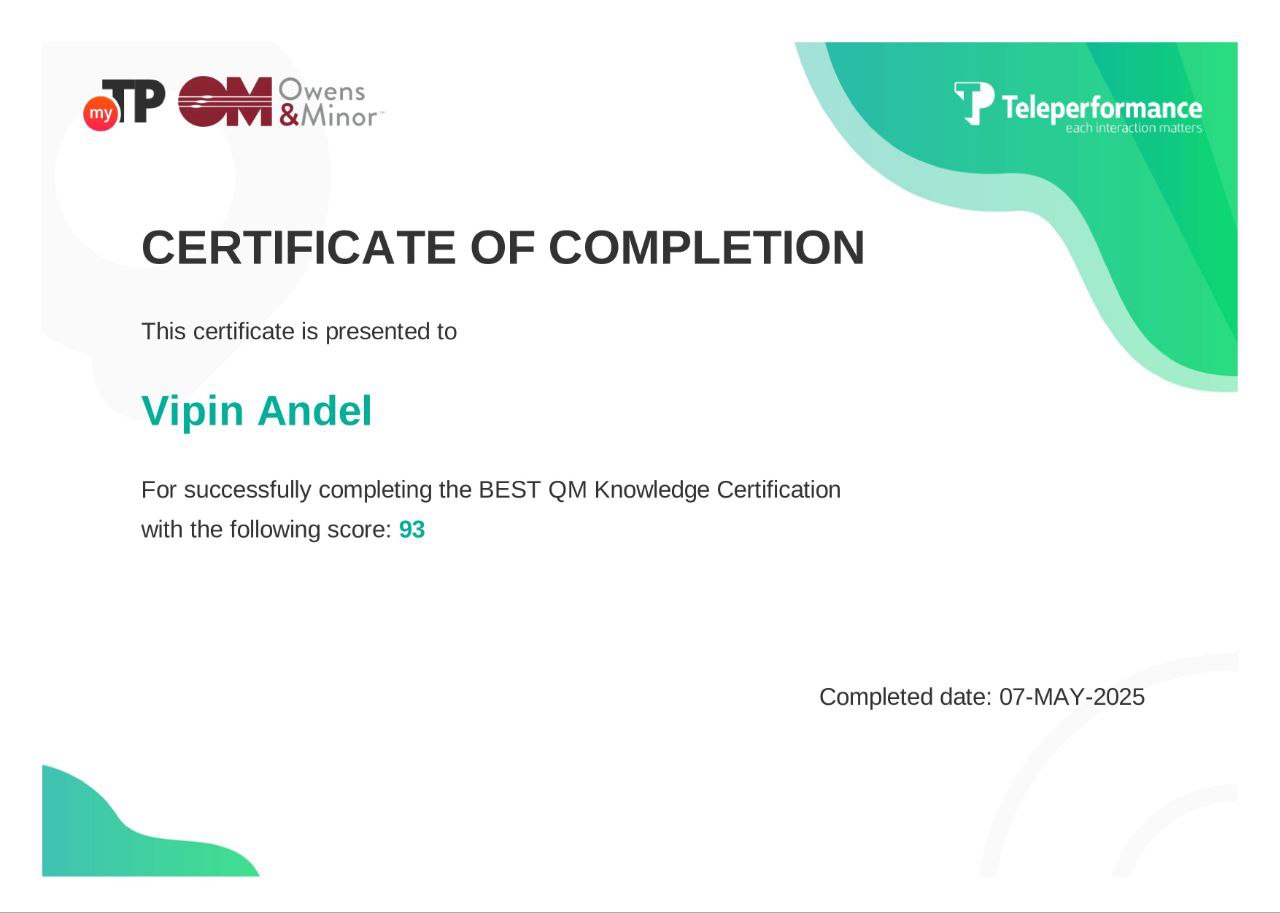 myTP OM Owens
&Minor™
Teleperformance
each interaction matters
CERTIFICATE OF COMPLETION
This certificate is presented to
Vipin Andel
For successfully completing the BEST QM Knowledge Certification
with the following score: 93
Completed date: 07-MAY-2025